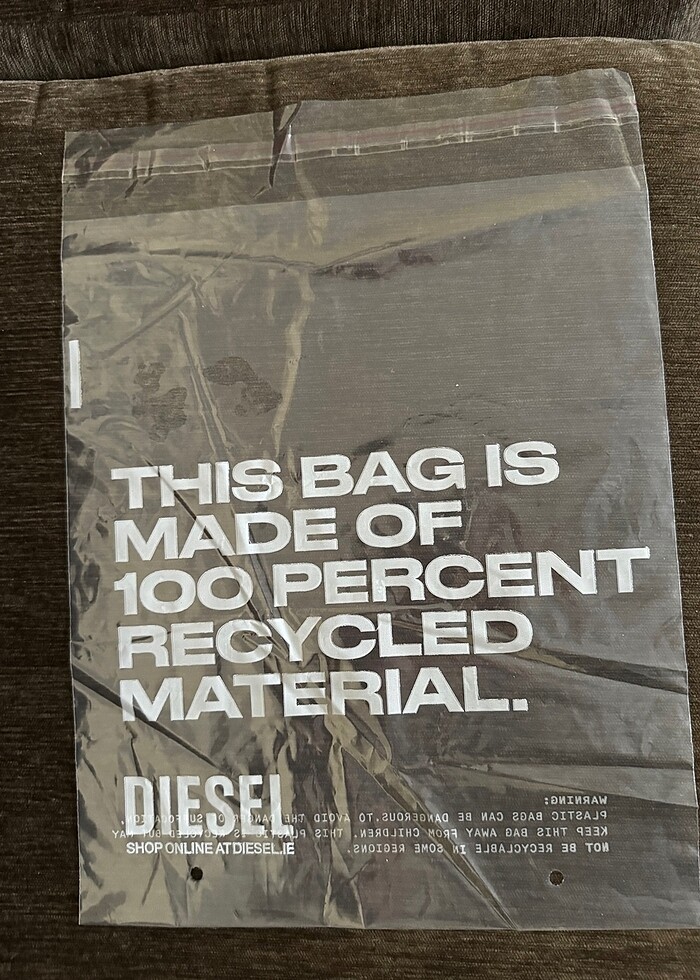 THIS BAG IS
MADE OF
100 PERCENT
RECYCLED
MATERIAL.
DIESEL
SHOP ONLINE AT DIESEL.IE
WARNING:
PLASTIC BAGS CAN BE DANGEROUS.TO AVOID THE DANGER OF SUFFOCATION,
KEEP THIS BAG AWAY FROM CHILDREN. THIS PLASTIC IS RECYCLED BUT MAY
NOT BE RECYCLABLE IN SOME REGIONS.